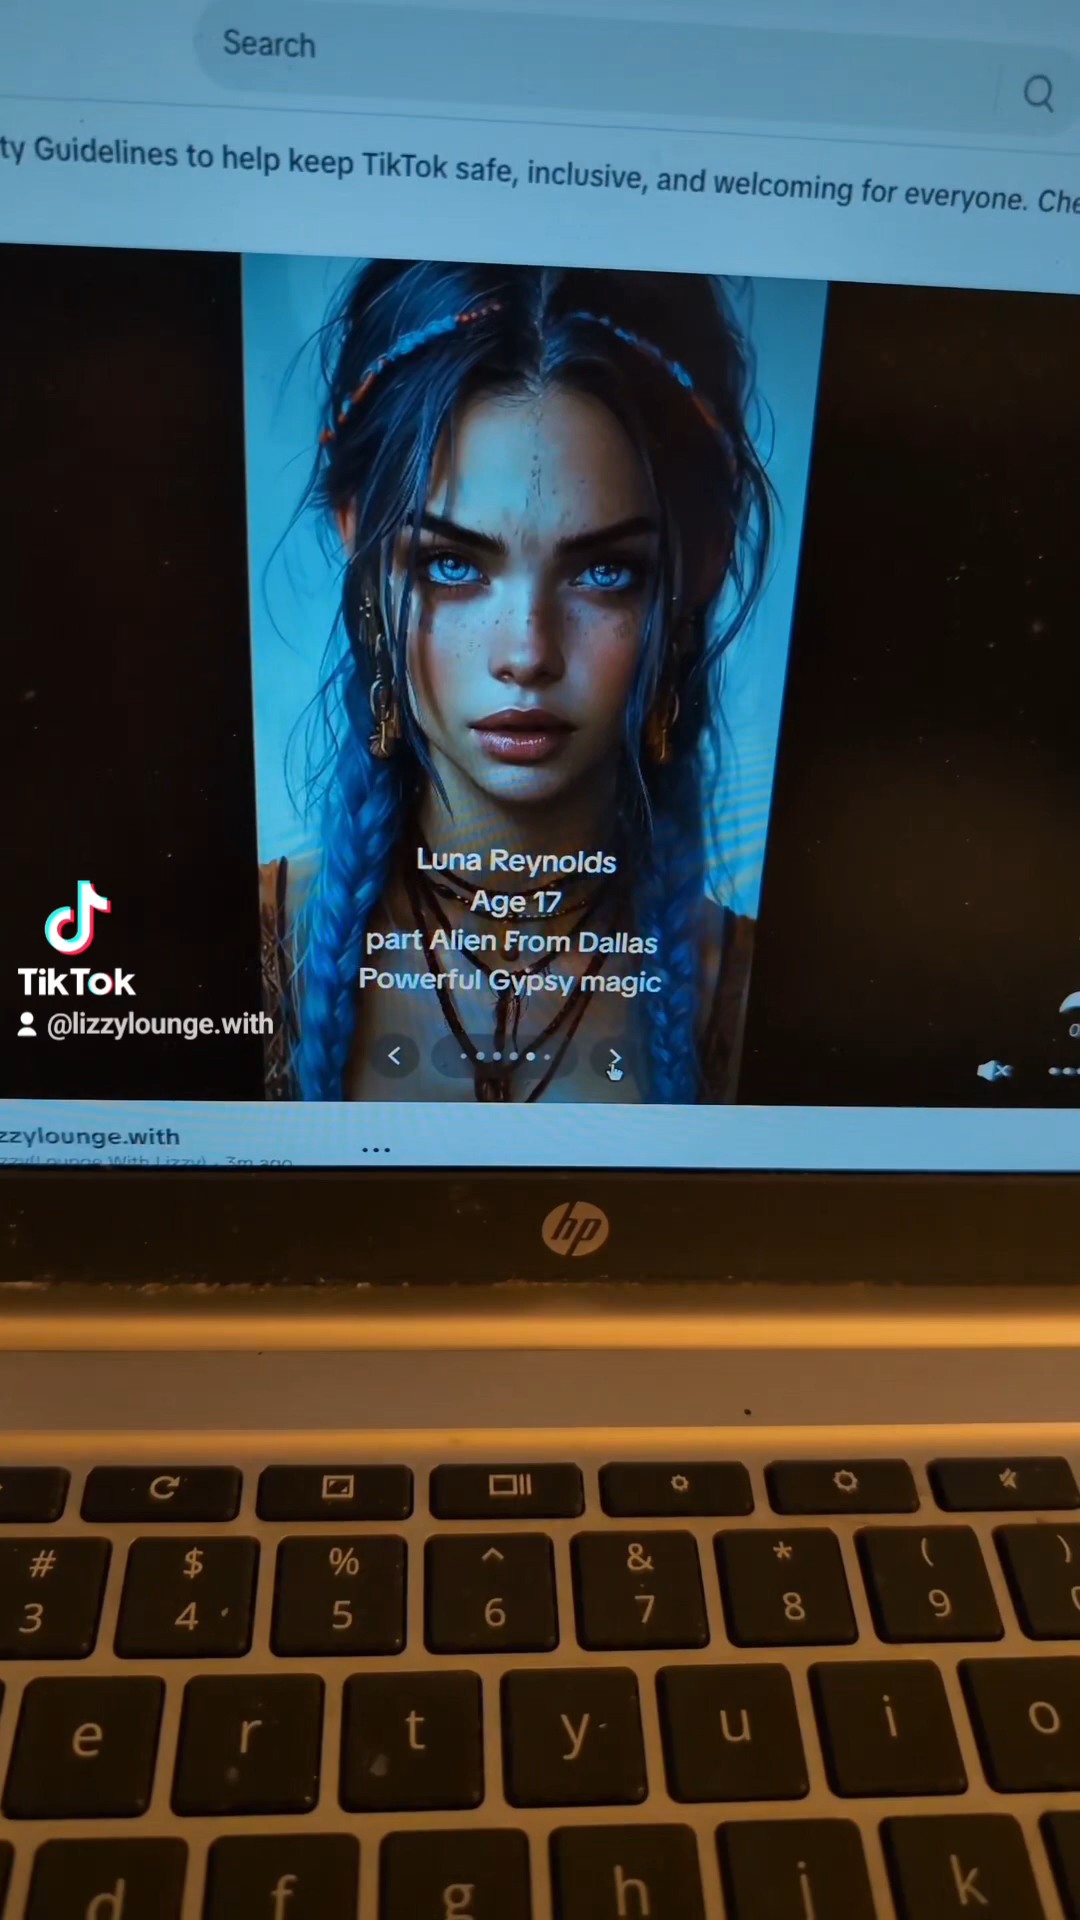 Search
ty Guidelines to help keep TikTok safe, inclusive, and welcoming for everyone. Che
Luna Reynolds
Age 17
part Alien From Dallas
Powerful Gypsy magic
TikTok
@lizzylounge.with
zzylounge.with
...
hp
# $ % ^ & * ( )
3 4 5 6 7 8 9
e r t y u i o
d f g h j k